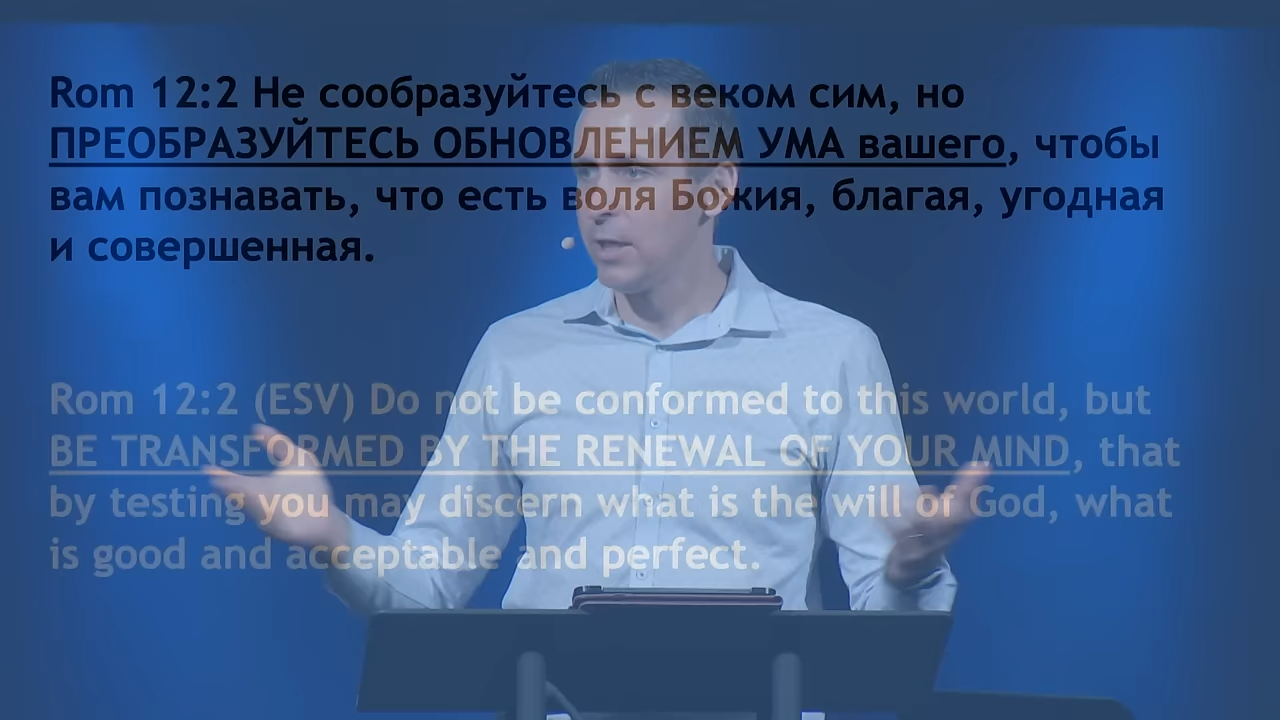 Rom 12:2 Не сообразуйтесь с веком сим, но
ПРЕОБРАЗУЙТЕСЬ ОБНОВЛЕНИЕМ УМА вашего, чтобы
вам познавать, что есть воля Божия, благая, угодная
и совершенная.
Rom 12:2 (ESV) Do not be conformed to this world, but
BE TRANSFORMED BY THE RENEWAL OF YOUR MIND, that
by testing you may discern what is the will of God, what
is good and acceptable and perfect.